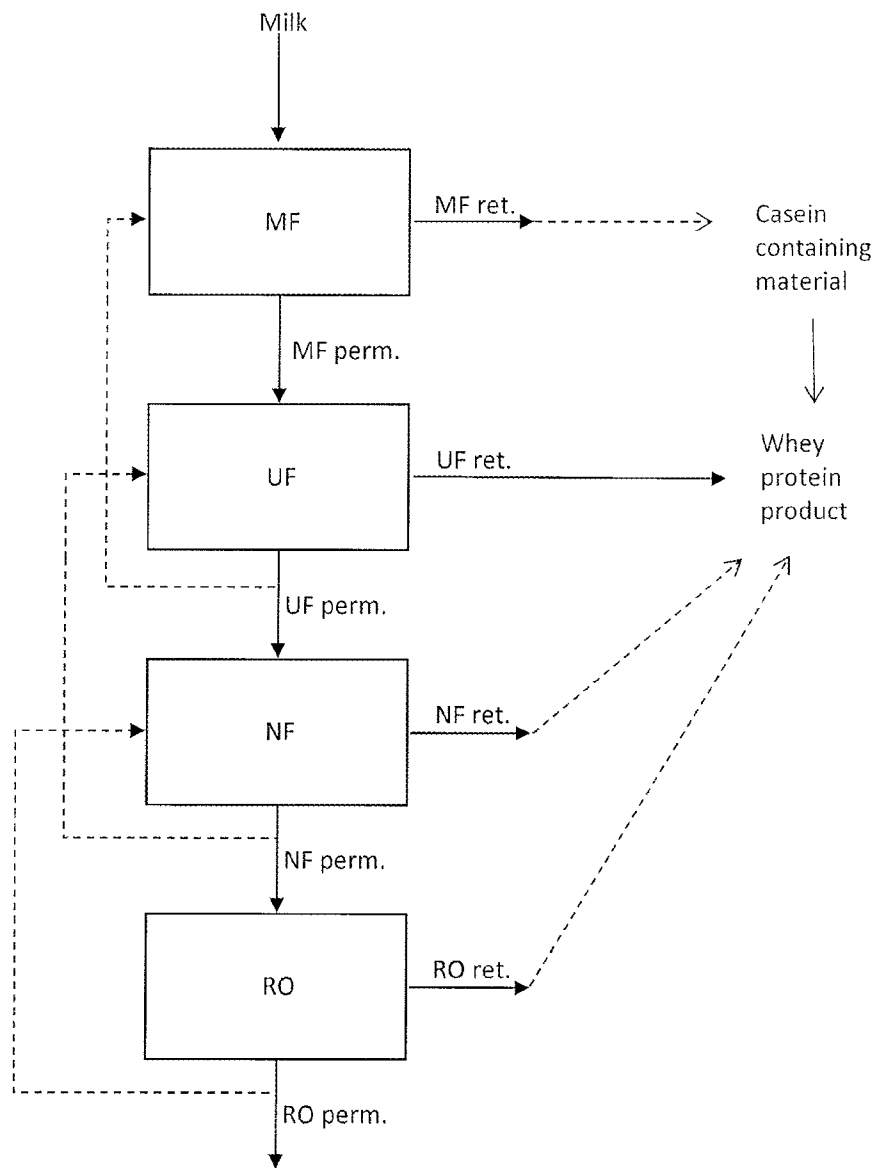 Milk
MF
MF ret.
Casein
containing
material
MF perm.
UF
UF ret.
Whey
protein
product
UF perm.
NF
NF ret.
NF perm.
RO
RO ret.
RO perm.